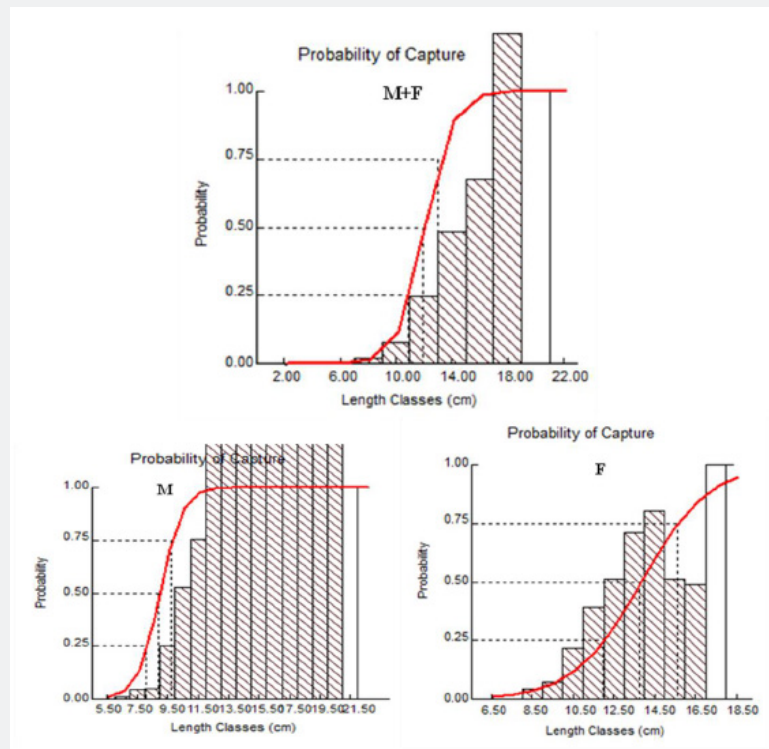 Probability of Capture
M+F
1.00
0.75
0.50
0.25
0.00
Probability
2.00 6.00 10.00 14.00 18.00 22.00
Length Classes (cm)
Probability of Capture
M
1.00
0.75
0.50
0.25
0.00
Probability
5.50 7.50 9.50 11.50 13.50 15.50 17.50 19.50 21.50
Length Classes (cm)
Probability of Capture
F
1.00
0.75
0.50
0.25
0.00
Probability
6.50 8.50 10.50 12.50 14.50 16.50 18.50
Length Classes (cm)